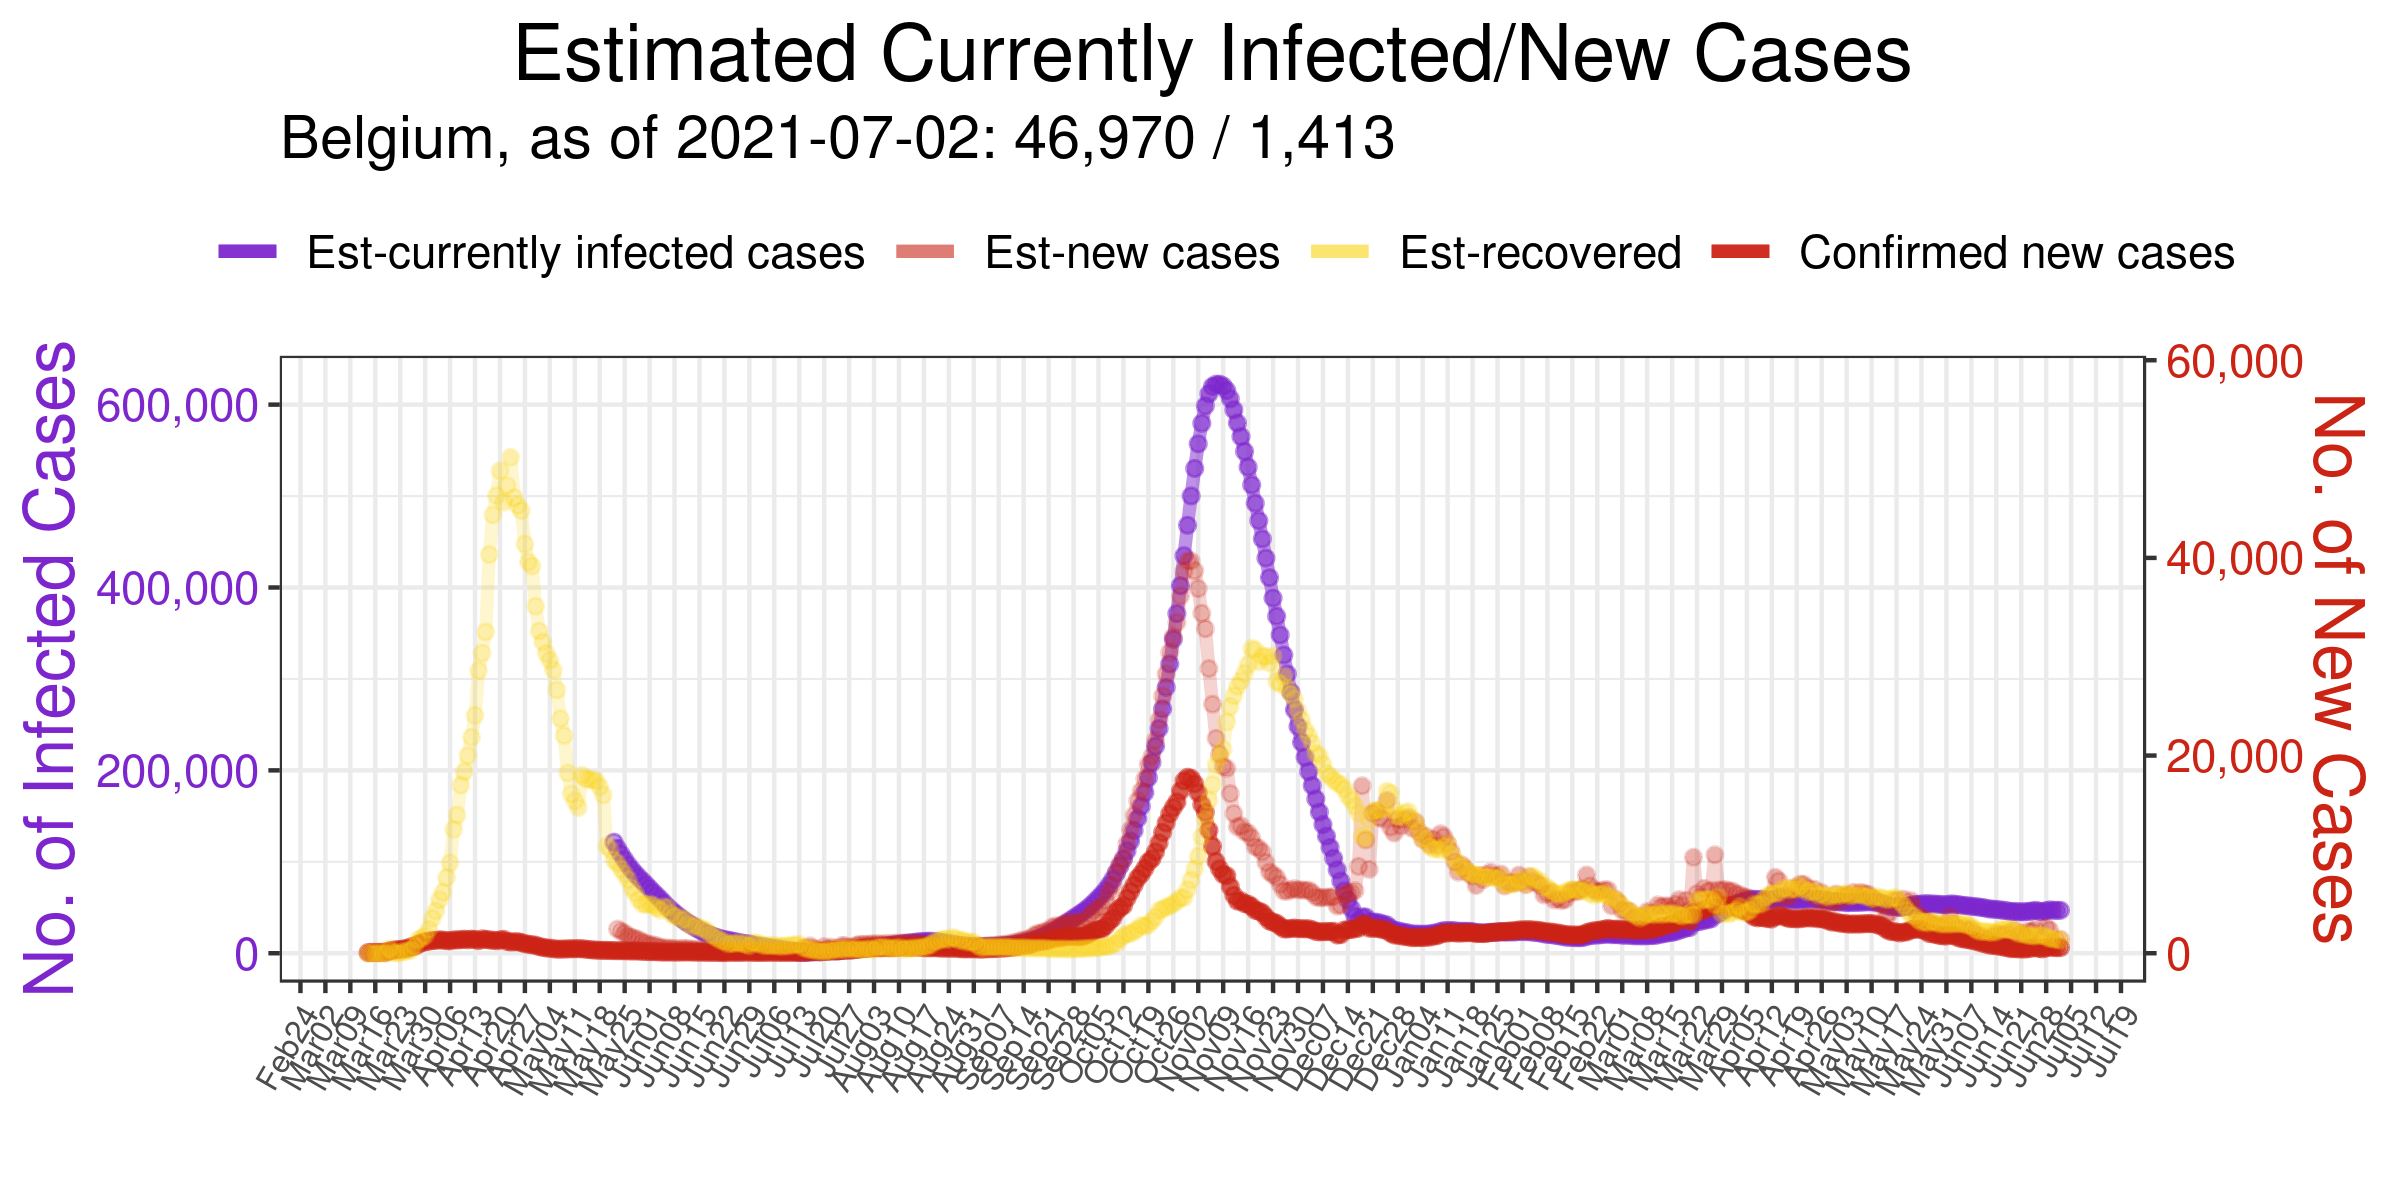 Estimated Currently Infected/New Cases
Belgium, as of 2021-07-02: 46,970 / 1,413
Est-currently infected cases Est-new cases Est-recovered Confirmed new cases
No. of Infected Cases
600,000
400,000
200,000
0
60,000
40,000
20,000
0
No. of New Cases
Feb24
Mar02
Mar09
Mar16
Mar23
Mar30
Apr06
Apr13
Apr20
Apr27
May04
May11
May18
May25
Jun01
Jun08
Jun15
Jun22
Jun29
Jul06
Jul13
Jul20
Jul27
Aug03
Aug10
Aug17
Aug24
Aug31
Sep07
Sep14
Sep21
Sep28
Oct05
Oct12
Oct19
Oct26
Nov02
Nov09
Nov16
Nov23
Nov30
Dec07
Dec14
Dec21
Dec28
Jan04
Jan11
Jan18
Jan25
Feb01
Feb08
Feb15
Feb22
Mar01
Mar08
Mar15
Mar22
Mar29
Apr05
Apr12
Apr19
Apr26
May03
May10
May17
May24
May31
Jun07
Jun14
Jun21
Jun28
Jul05
Jul12
Jul19